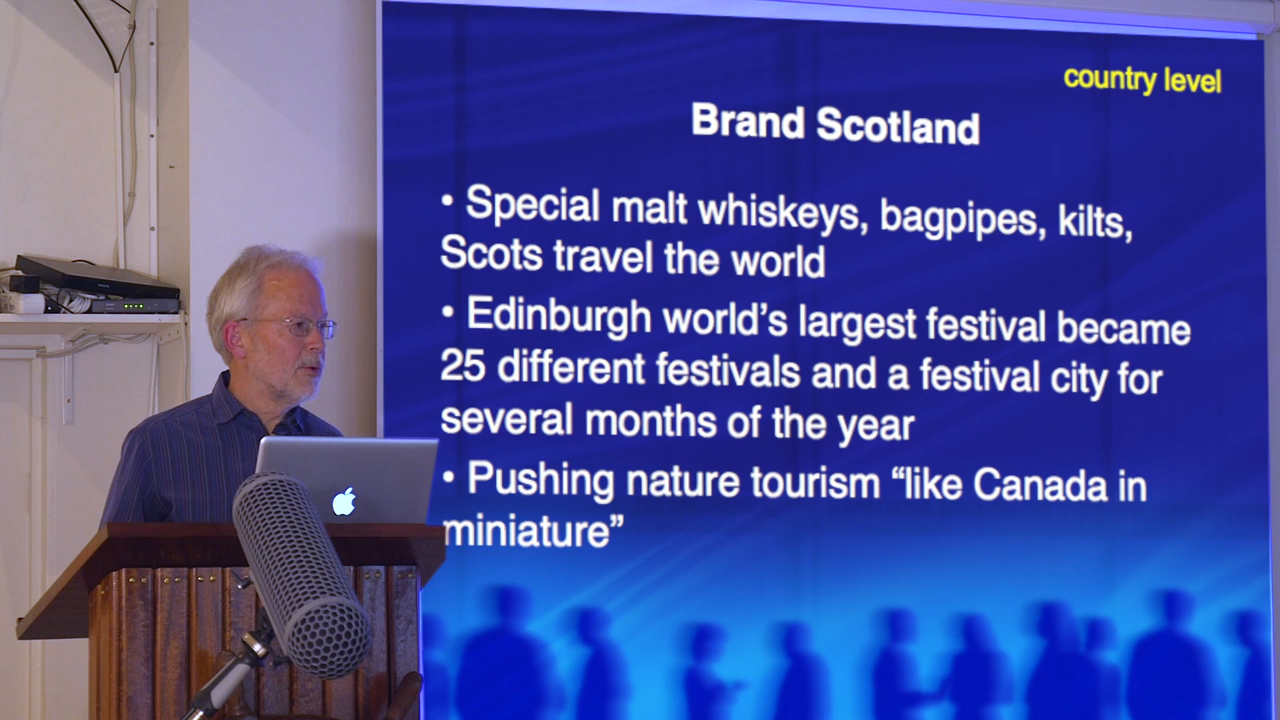 country level
Brand Scotland
• Special malt whiskeys, bagpipes, kilts,
Scots travel the world
• Edinburgh world’s largest festival became
25 different festivals and a festival city for
several months of the year
• Pushing nature tourism “like Canada in
miniature”